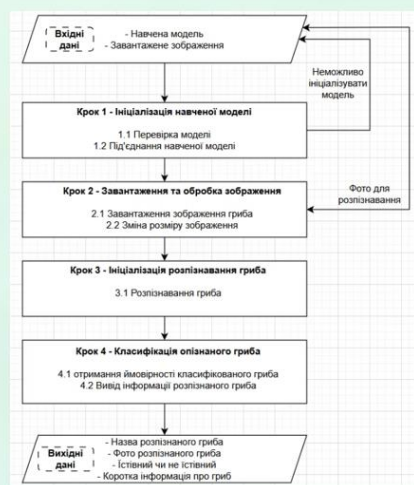 Вхідні дані
- Навчена модель
- Завантажене зображення
Неможливо
ініціалізувати
модель
Крок 1 - Ініціалізація навченої моделі
1.1 Перевірка моделі
1.2 Під'єднання навченої моделі
Фото для
розпізнавання
Крок 2 - Завантаження та обробка зображення
2.1 Завантаження зображення гриба
2.2 Зміна розміру зображення
Крок 3 - Ініціалізація розпізнавання гриба
3.1 Розпізнавання гриба
Крок 4 - Класифікація опізнаного гриба
4.1 отримання ймовірності класифікованого гриба
4.2 Вивід інформації розпізнаного гриба
Вихідні
дані
- Назва розпізнаного гриба
- Фото розпізнаного гриба
- Їстівний чи не їстівний
- Коротка інформація про гриб